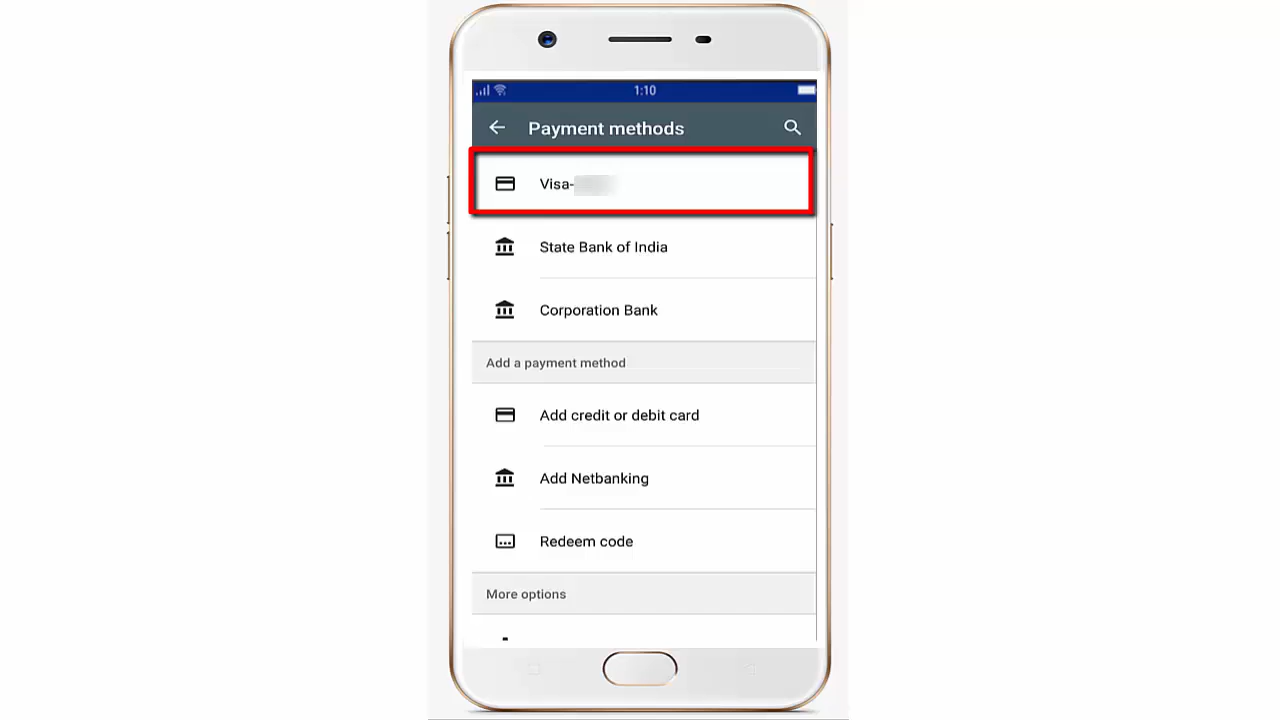 1:10
Payment methods
Visa-
State Bank of India
Corporation Bank
Add a payment method
Add credit or debit card
Add Netbanking
Redeem code
More options